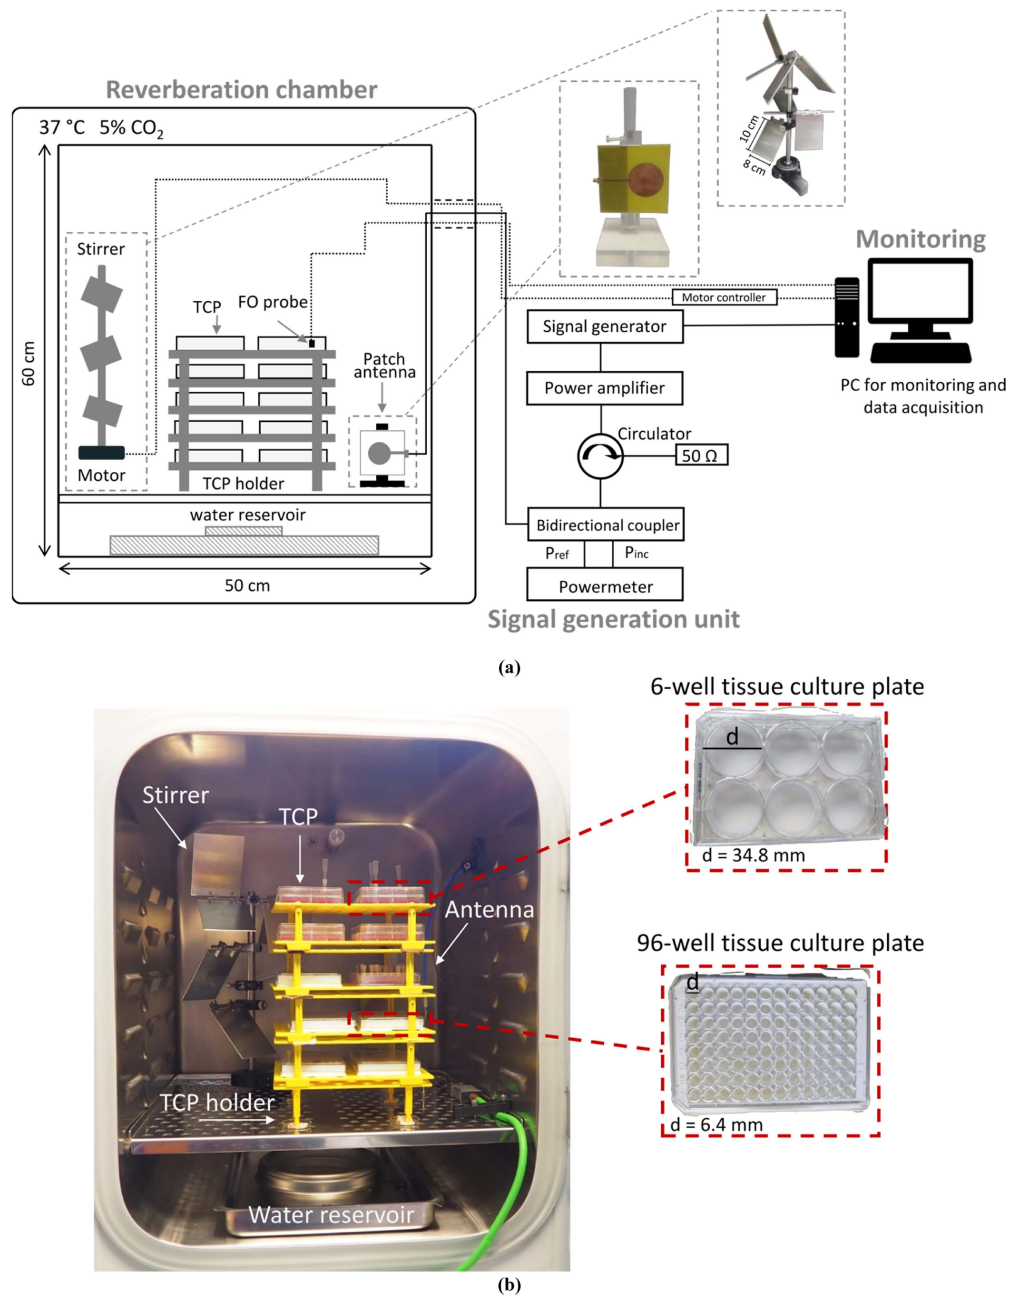 Reverberation chamber
37 °C 5% CO2
10 cm
8 cm
Stirrer
TCP
FO probe
Patch
antenna
60 cm
Motor
TCP holder
water reservoir
50 cm
Monitoring
Motor controller
Signal generator
Power amplifier
Circulator
50 Ω
Bidirectional coupler
Pref
Pinc
Powermeter
PC for monitoring and
data acquisition
Signal generation unit
(a)
6-well tissue culture plate
d
d = 34.8 mm
Stirrer
TCP
Antenna
96-well tissue culture plate
d
d = 6.4 mm
TCP holder
Water reservoir
(b)